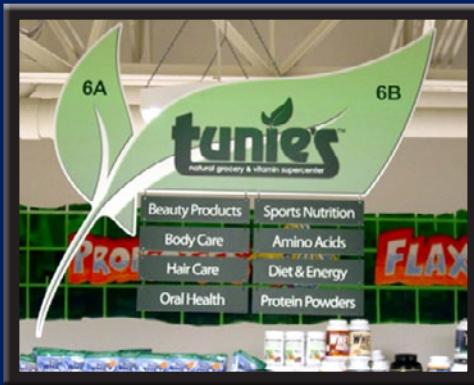 6A
6B
tunie's™
natural grocery & vitamin supercenter
Beauty Products
Sports Nutrition
Body Care
Amino Acids
Hair Care
Diet & Energy
Oral Health
Protein Powders
FLAX